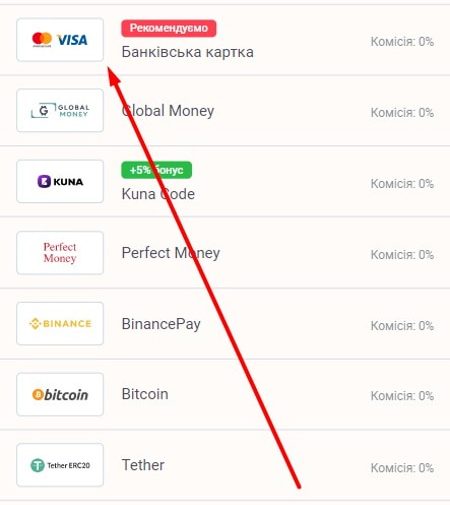 VISA
Рекомендуємо
Банківська картка
Комісія: 0%
GLOBAL
MONEY
Global Money
Комісія: 0%
KUNA
+5% бонус
Kuna Code
Комісія: 0%
Perfect
Money
Perfect Money
Комісія: 0%
BINANCE
BinancePay
Комісія: 0%
bitcoin
Bitcoin
Комісія: 0%
Tether ERC20
Tether
Комісія: 0%